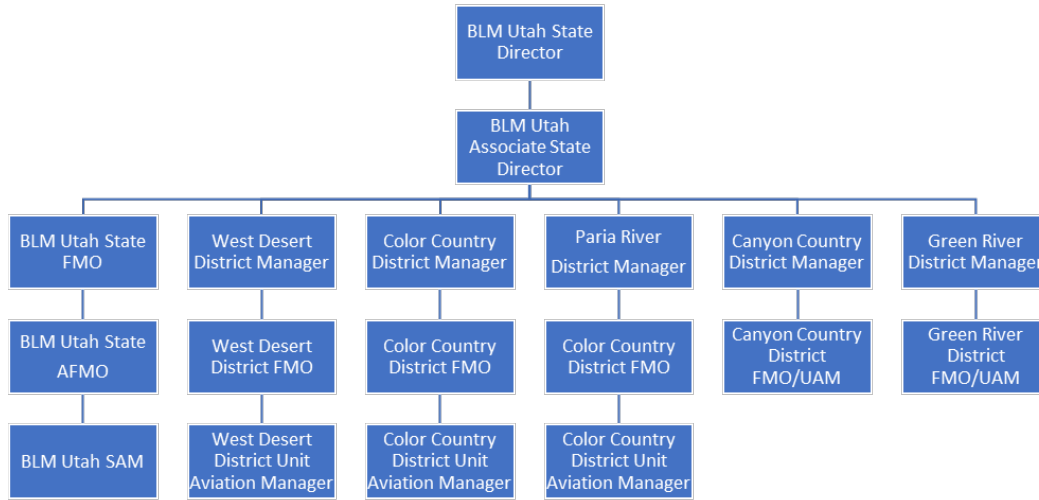 BLM Utah State
Director
BLM Utah
Associate State
Director
BLM Utah State
FMO
West Desert
District Manager
Color Country
District Manager
Paria River
District Manager
Canyon Country
District Manager
Green River
District Manager
BLM Utah State
AFMO
West Desert
District FMO
Color Country
District FMO
Color Country
District FMO
Canyon Country
District
FMO/UAM
Green River
District
FMO/UAM
BLM Utah SAM
West Desert
District Unit
Aviation Manager
Color Country
District Unit
Aviation Manager
Color Country
District Unit
Aviation Manager